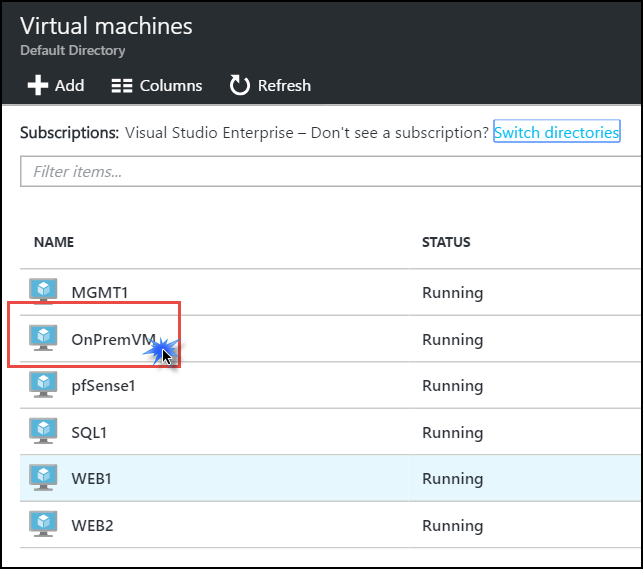 Virtual machines
Default Directory
Add Columns Refresh
Subscriptions: Visual Studio Enterprise – Don't see a subscription? Switch directories
Filter items...
NAME STATUS
MGMT1 Running
OnPremVM Running
pfSense1 Running
SQL1 Running
WEB1 Running
WEB2 Running